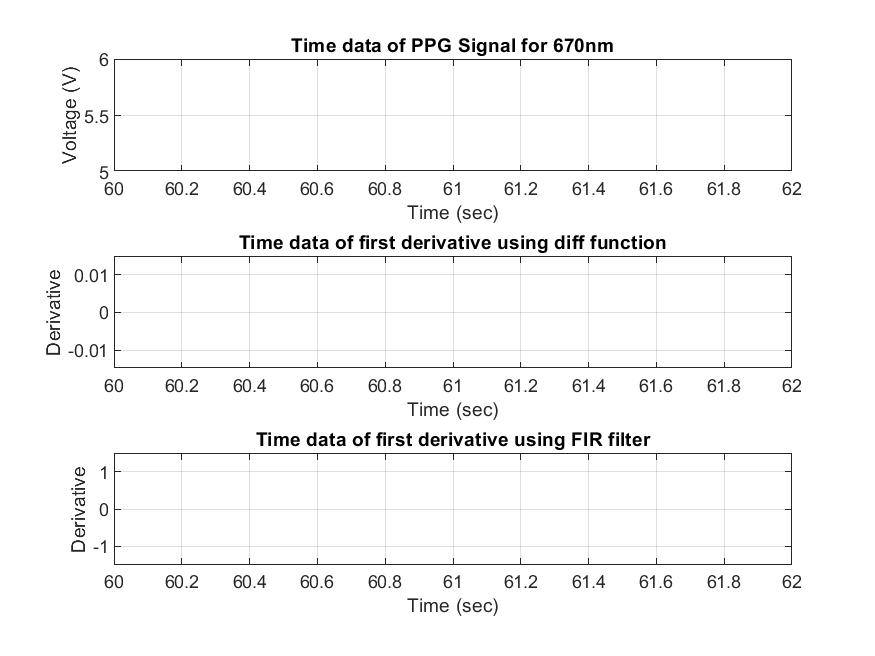 Time data of PPG Signal for 670nm
Voltage (V)
6
5.5
5
60 60.2 60.4 60.6 60.8 61 61.2 61.4 61.6 61.8 62
Time (sec)
Time data of first derivative using diff function
Derivative
0.01
0
-0.01
60 60.2 60.4 60.6 60.8 61 61.2 61.4 61.6 61.8 62
Time (sec)
Time data of first derivative using FIR filter
Derivative
1
0
-1
60 60.2 60.4 60.6 60.8 61 61.2 61.4 61.6 61.8 62
Time (sec)